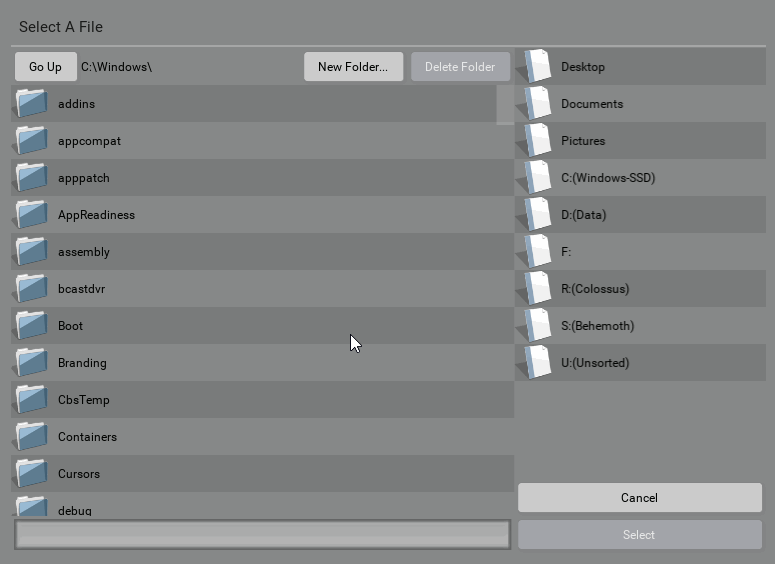 Select A File
Go Up C:\Windows\ New Folder... Delete Folder
addins
appcompat
apppatch
AppReadiness
assembly
bcastdvr
Boot
Branding
CbsTemp
Containers
Cursors
debug
Desktop
Documents
Pictures
C:(Windows-SSD)
D:(Data)
F:
R:(Colossus)
S:(Behemoth)
U:(Unsorted)
Cancel
Select